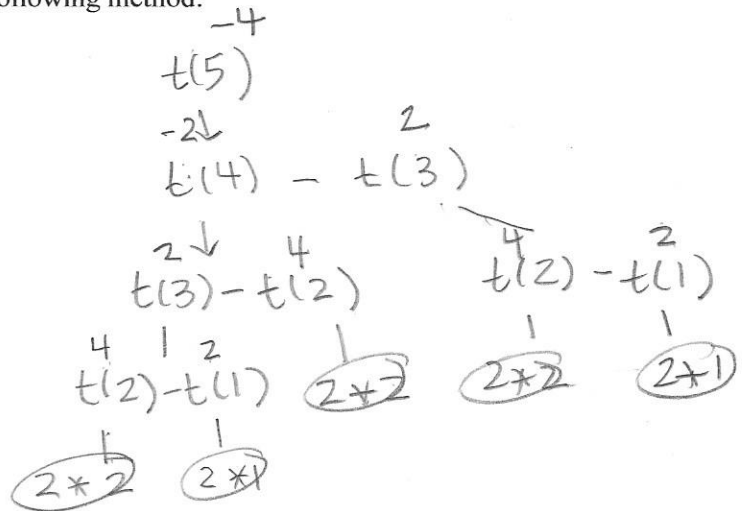 ollowing method:
-4
t(5)
-2↓ 2
t(4) - t(3)
2 ↓ 4 4 2
t(3) - t(2) t(2) - t(1)
4 2
t(2) - t(1) 2*2 2*2 2*1
2*2 2*1